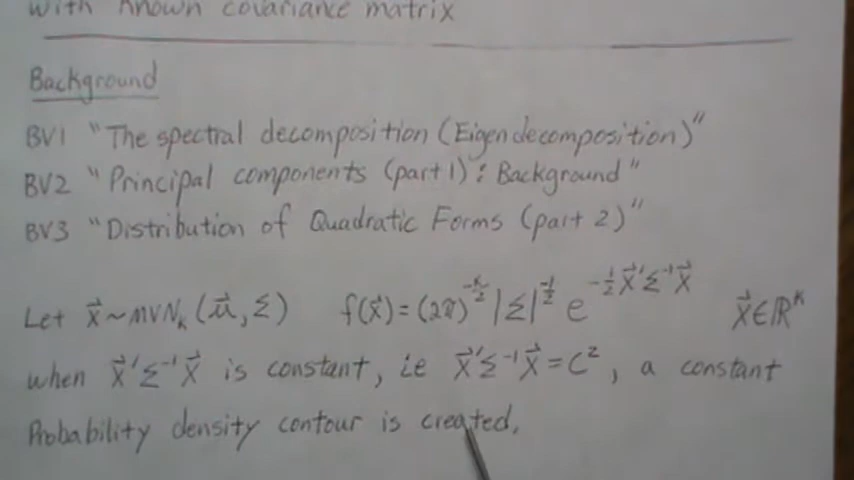 with known covariance matrix
Background
BV1 "The spectral decomposition (Eigendecomposition)"
BV2 "Principal components (part 1): Background"
BV3 "Distribution of Quadratic Forms (part 2)"
Let x⃗ ~ MVN_k (μ⃗, Σ) f(x⃗) = (2π)^{-k/2} |Σ|^{-1/2} e^{-1/2 x⃗'Σ⁻¹x⃗} x⃗ ∈ ℝ^k
when x⃗'Σ⁻¹x⃗ is constant, ie x⃗'Σ⁻¹x⃗ = C², a constant
Probability density contour is created.